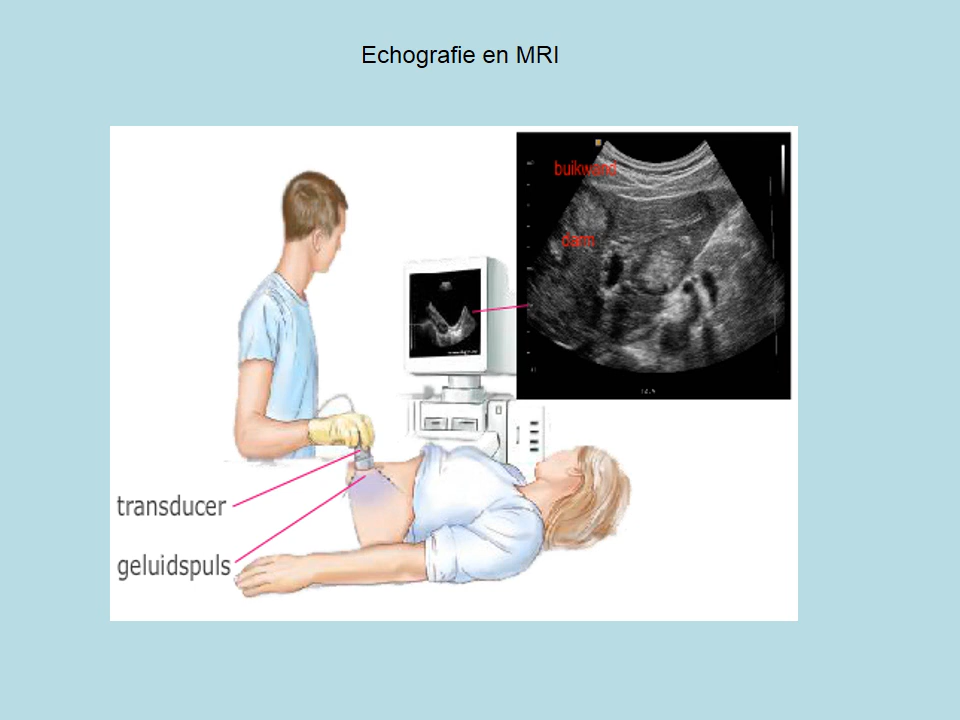 Echografie en MRI
buikwand
darm
transducer
geluidspuls